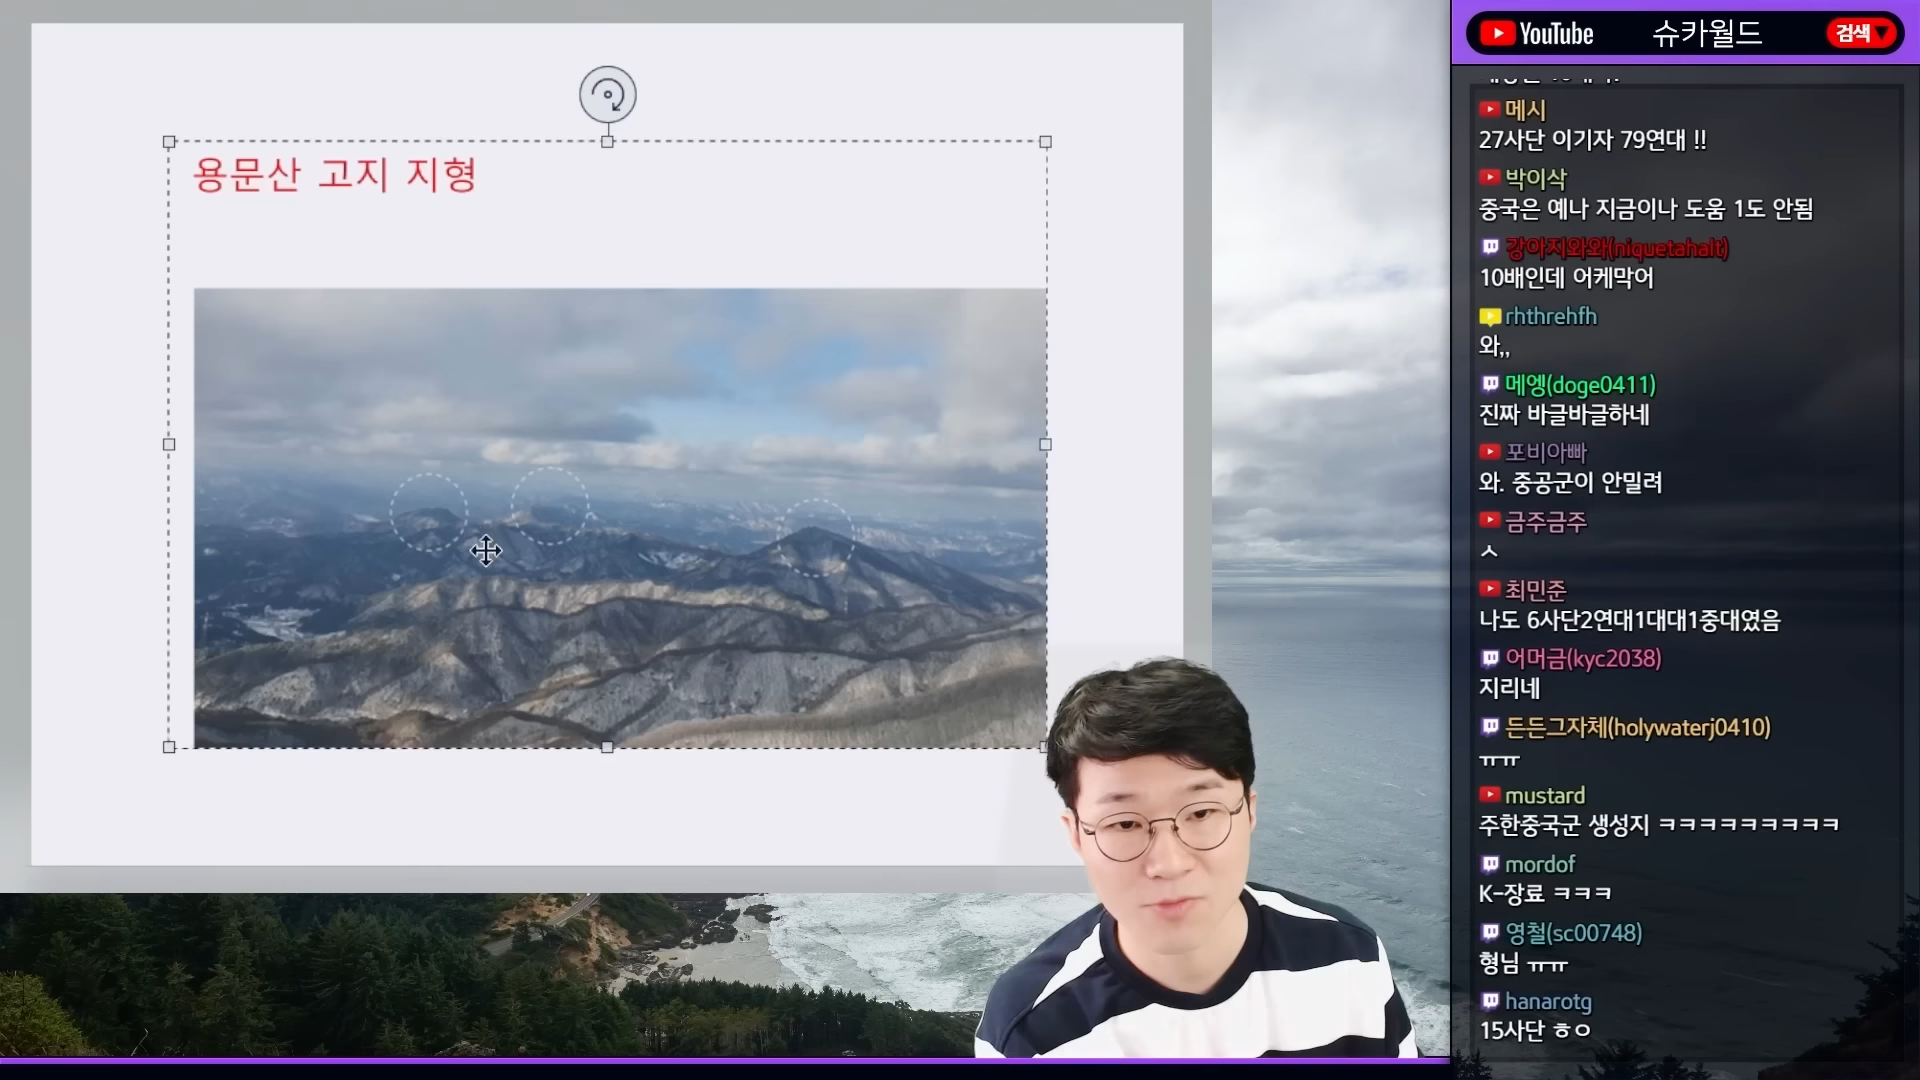 용문산 고지 지형
YouTube 슈카월드 검색▼
메시
27사단 이기자 79연대 !!
박이삭
중국은 예나 지금이나 도움 1도 안됨
강아지와와(niquetahalt)
10배인데 어케막어
rhthrehfh
와,,
메엥(doge0411)
진짜 바글바글하네
포비아빠
와. 중공군이 안밀려
금주금주
ㅅ
최민준
나도 6사단2연대1대대1중대였음
어머금(kyc2038)
지리네
든든그자체(holywaterj0410)
ㅠㅠ
mustard
주한중국군 생성지 ㅋㅋㅋㅋㅋㅋㅋㅋㅋ
mordof
K-장료 ㅋㅋㅋ
영철(sc00748)
형님 ㅠㅠ
hanarotg
15사단 ㅎㅇ